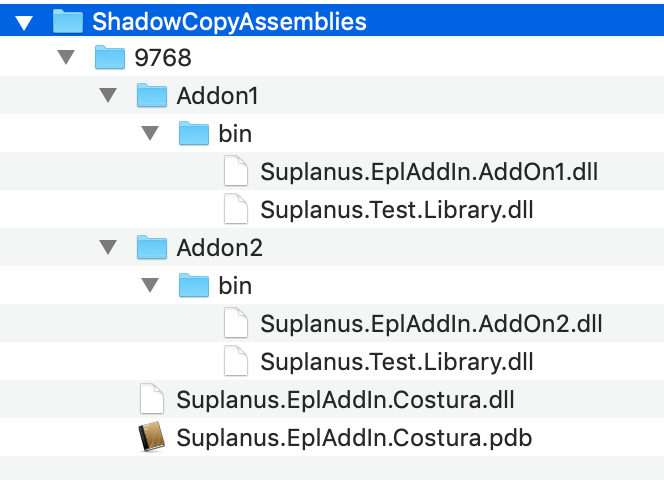 ShadowCopyAssemblies
9768
Addon1
bin
Suplanus.EplAddIn.AddOn1.dll
Suplanus.Test.Library.dll
Addon2
bin
Suplanus.EplAddIn.AddOn2.dll
Suplanus.Test.Library.dll
Suplanus.EplAddIn.Costura.dll
Suplanus.EplAddIn.Costura.pdb